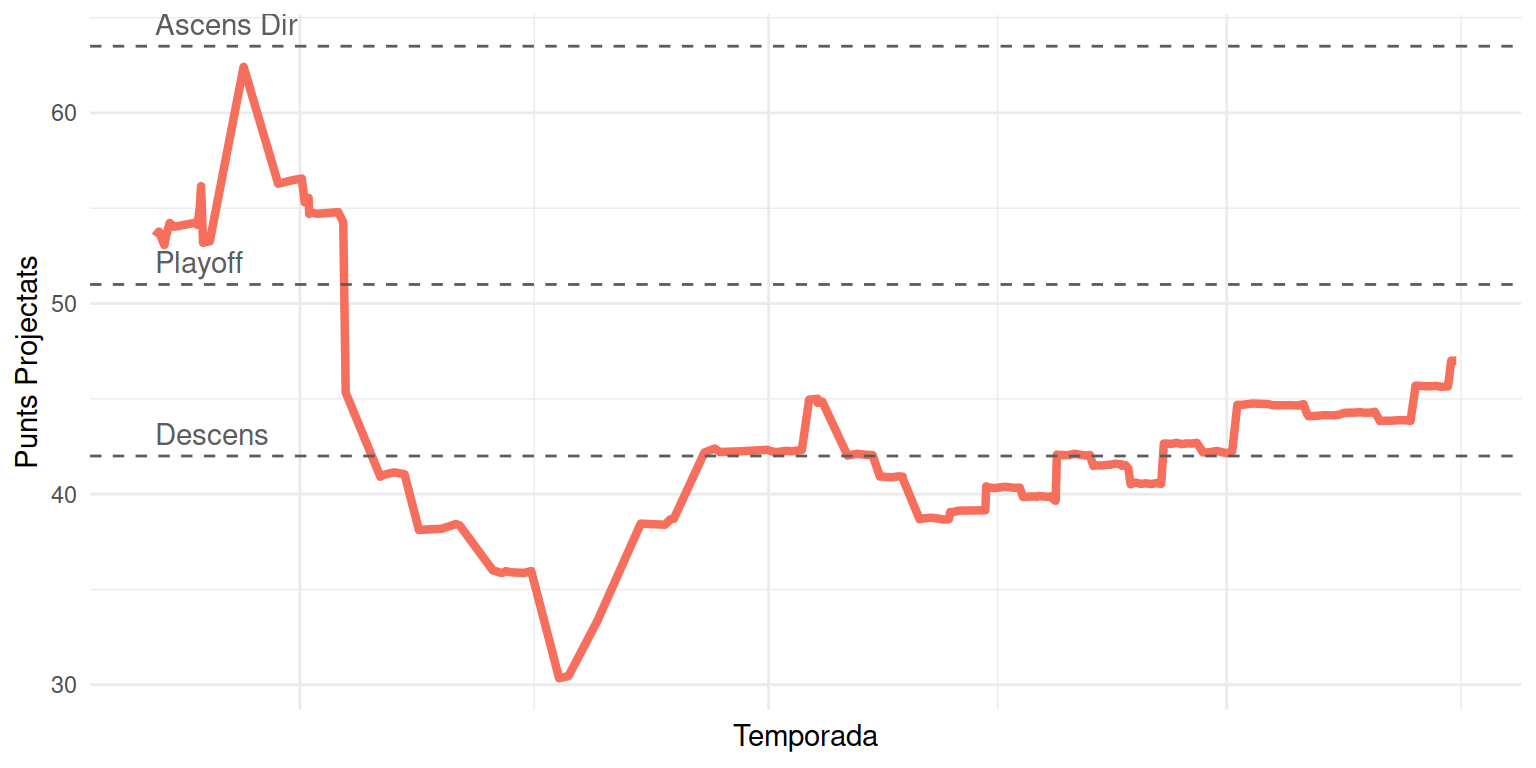 Ascens Dir
60
Playoff
50
Descens
40
30
Punts Projectats
Temporada